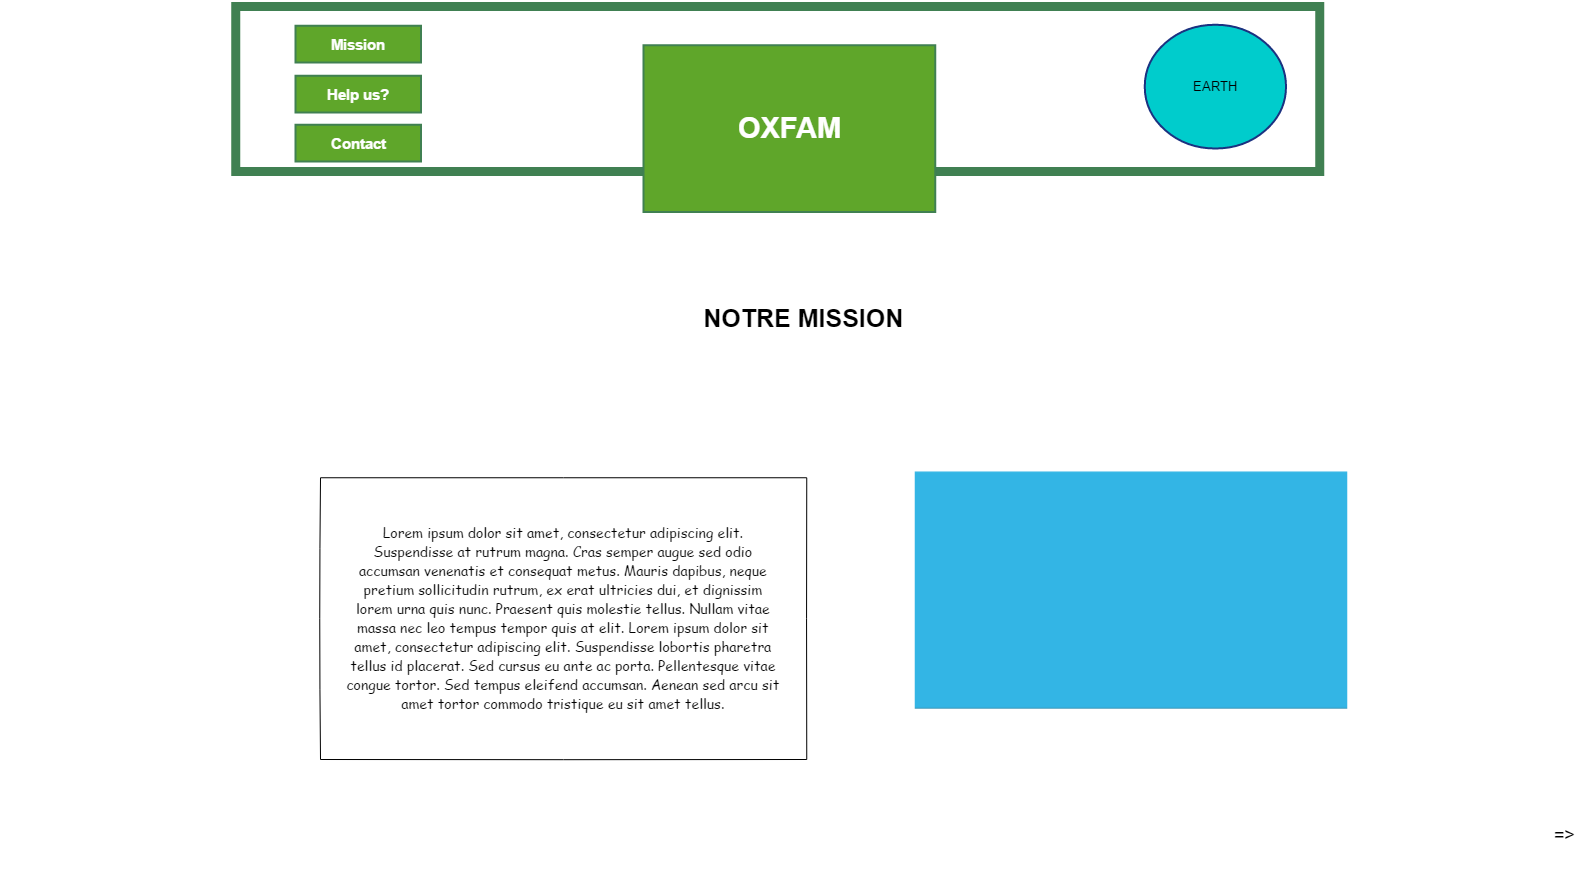 Mission
Help us?
Contact
OXFAM
EARTH
NOTRE MISSION
Lorem ipsum dolor sit amet, consectetur adipiscing elit.
Suspendisse at rutrum magna. Cras semper augue sed odio
accumsan venenatis et consequat metus. Mauris dapibus, neque
pretium sollicitudin rutrum, ex erat ultricies dui, et dignissim
lorem urna quis nunc. Praesent quis molestie tellus. Nullam vitae
massa nec leo tempus tempor quis at elit. Lorem ipsum dolor sit
amet, consectetur adipiscing elit. Suspendisse lobortis pharetra
tellus id placerat. Sed cursus eu ante ac porta. Pellentesque vitae
congue tortor. Sed tempus eleifend accumsan. Aenean sed arcu sit
amet tortor commodo tristique eu sit amet tellus.
=>